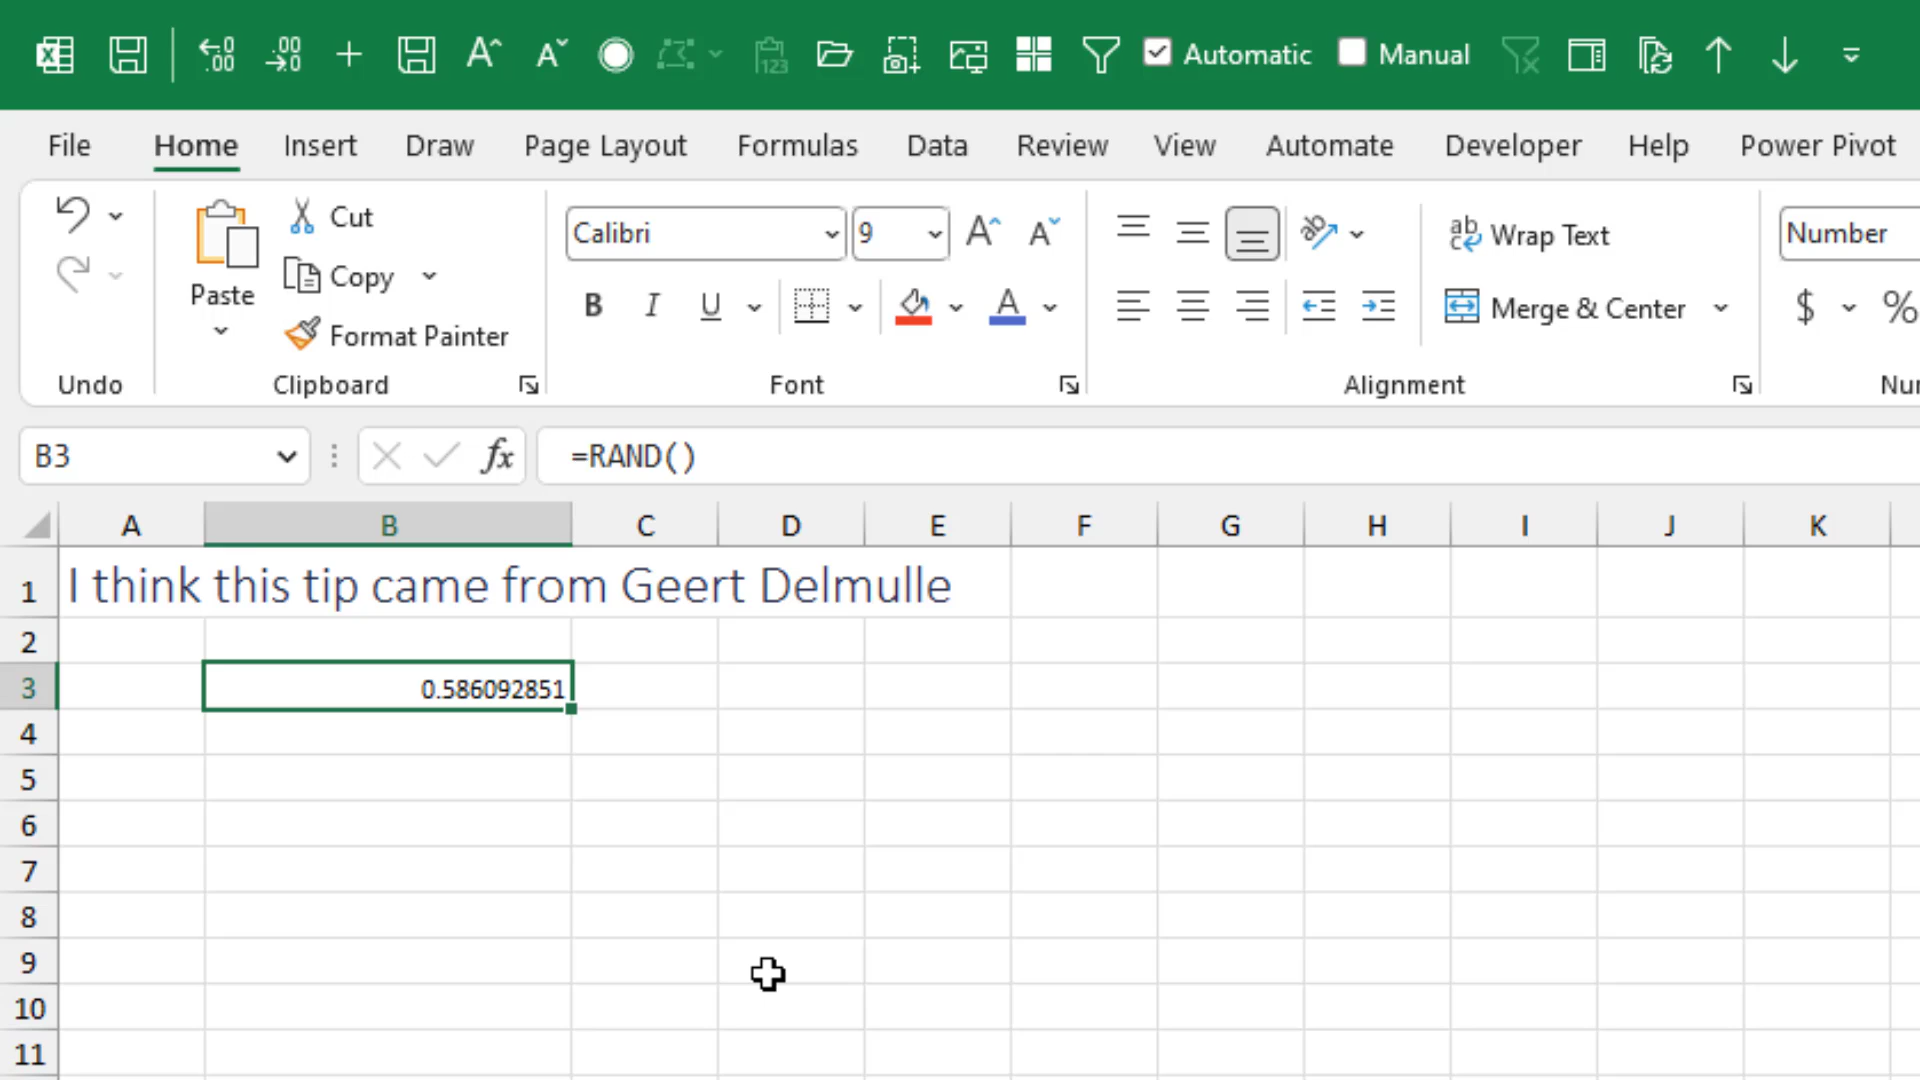 Automatic Manual
File Home Insert Draw Page Layout Formulas Data Review View Automate Developer Help Power Pivot
Cut
Calibri 9 Wrap Text Number
Copy
Paste
B I U A Merge & Center $ %
Format Painter
Undo Clipboard Font Alignment
B3 fx =RAND()
A B C D E F G H I J K
1 I think this tip came from Geert Delmulle
2
3 0.586092851
4
5
6
7
8
9
10
11